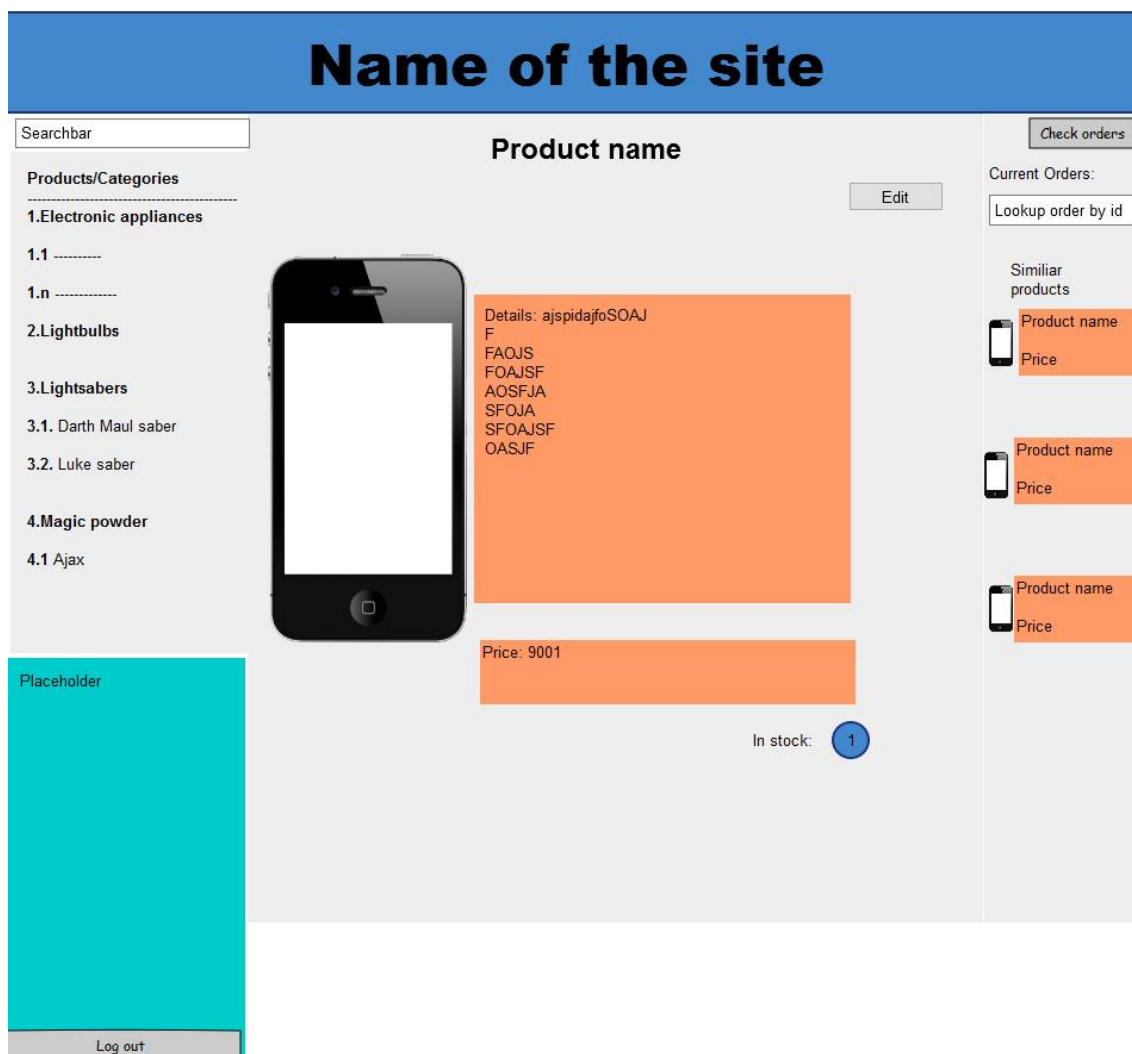 Name of the site
Searchbar
Products/Categories
-------------------------------------------
1.Electronic appliances
1.1 ----------
1.n -------------
2.Lightbulbs
3.Lightsabers
3.1. Darth Maul saber
3.2. Luke saber
4.Magic powder
4.1 Ajax
Placeholder
Log out
Product name
Edit
Details: ajspidajfoSOAJ
F
FAOJS
FOAJSF
AOSFJA
SFOJA
SFOAJSF
OASJF
Price: 9001
In stock: 1
Check orders
Current Orders:
Lookup order by id
Similiar
products
Product name
Price
Product name
Price
Product name
Price